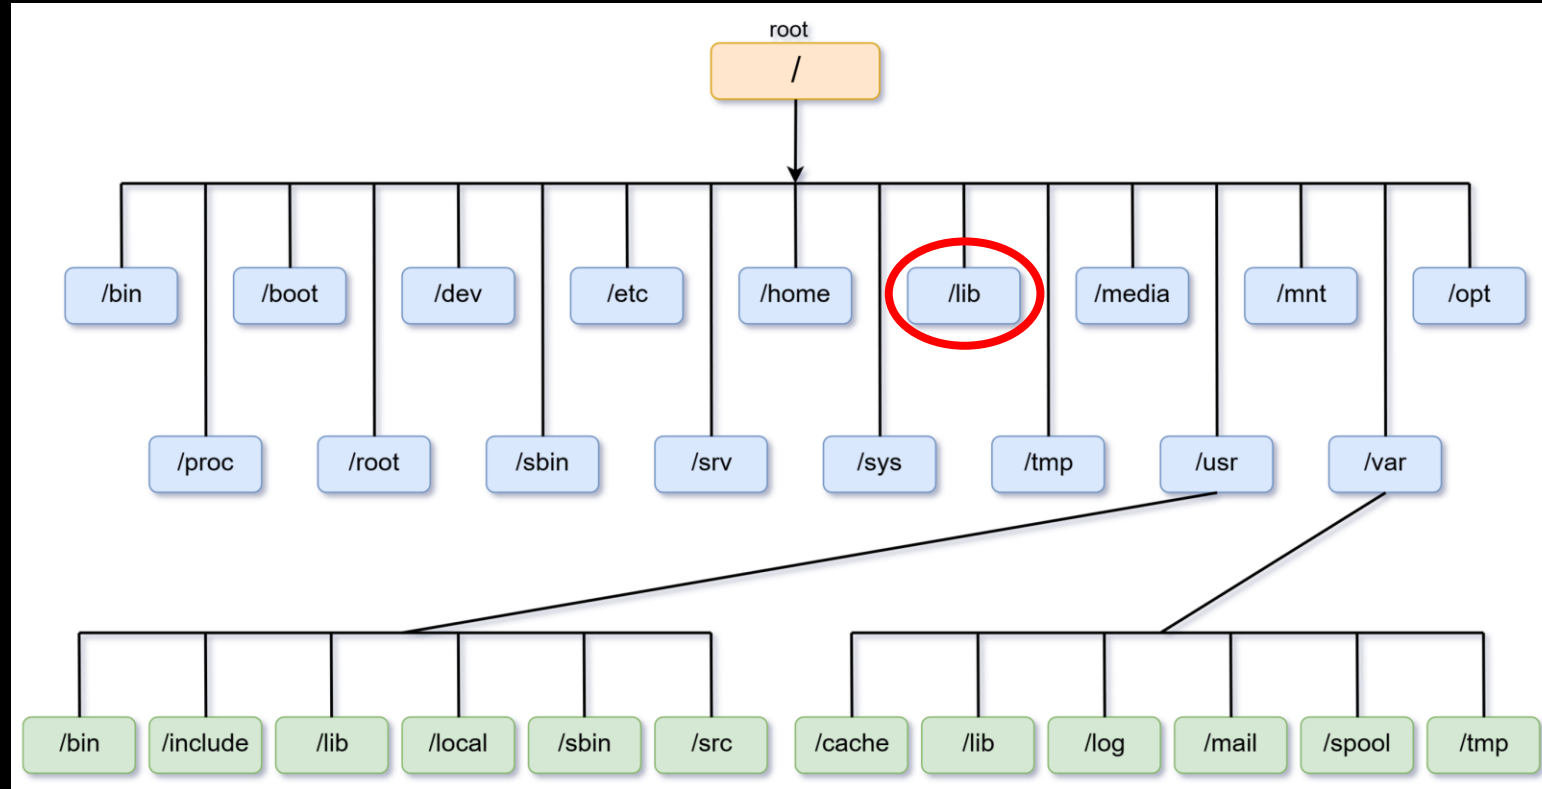 root
/
/bin
/boot
/dev
/etc
/home
/lib
/media
/mnt
/opt
/proc
/root
/sbin
/srv
/sys
/tmp
/usr
/var
/bin
/include
/lib
/local
/sbin
/src
/cache
/lib
/log
/mail
/spool
/tmp